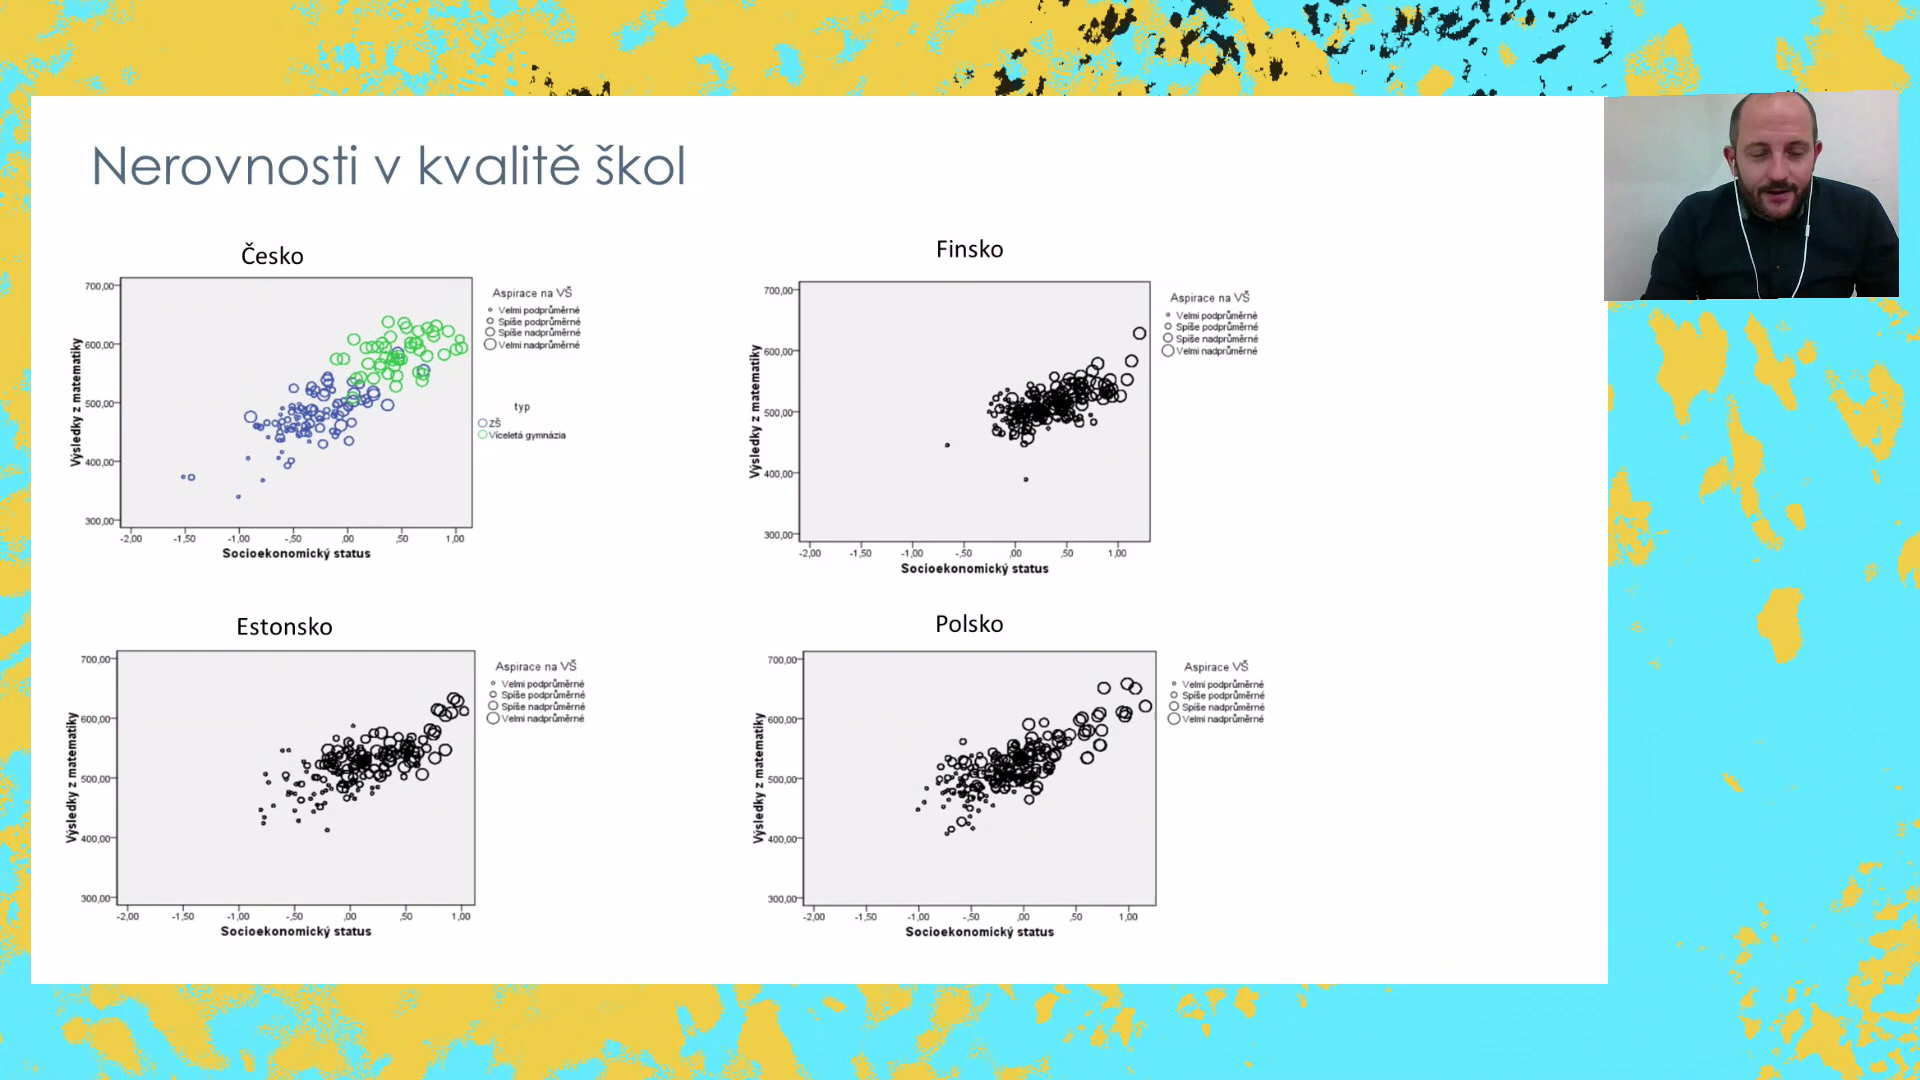 Nerovnosti v kvalitě škol
Česko
700,00
600,00
500,00
400,00
300,00
Výsledky z matematiky
-2,00 -1,50 -1,00 -,50 ,00 ,50 1,00
Socioekonomický status
Aspirace na VŠ
Velmi podprůměrné
Spíše podprůměrné
Spíše nadprůměrné
Velmi nadprůměrné
typ
ZŠ
Víceletá gymnázia
Finsko
700,00
600,00
500,00
400,00
300,00
Výsledky z matematiky
-2,00 -1,50 -1,00 -,50 ,00 ,50 1,00
Socioekonomický status
Aspirace na VŠ
Velmi podprůměrné
Spíše podprůměrné
Spíše nadprůměrné
Velmi nadprůměrné
Estonsko
700,00
600,00
500,00
400,00
300,00
Výsledky z matematiky
-2,00 -1,50 -1,00 -,50 ,00 ,50 1,00
Socioekonomický status
Aspirace na VŠ
Velmi podprůměrné
Spíše podprůměrné
Spíše nadprůměrné
Velmi nadprůměrné
Polsko
700,00
600,00
500,00
400,00
300,00
Výsledky z matematiky
-2,00 -1,50 -1,00 -,50 ,00 ,50 1,00
Socioekonomický status
Aspirace VŠ
Velmi podprůměrné
Spíše podprůměrné
Spíše nadprůměrné
Velmi nadprůměrné